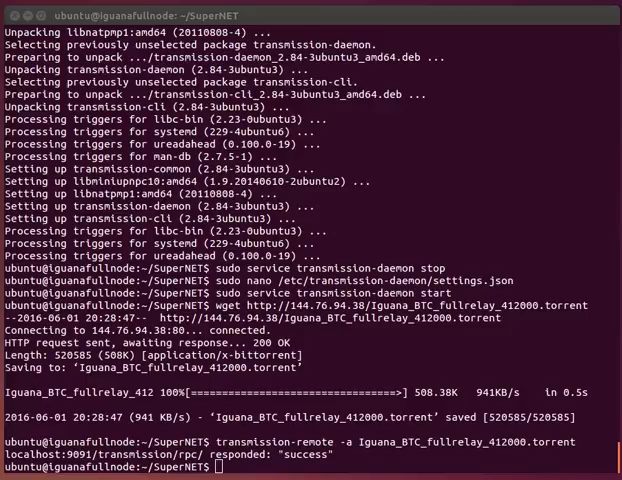 ubuntu@iguanafullnode: ~/SuperNET
Unpacking libnatpmp1:amd64 (20110808-4) ...
Selecting previously unselected package transmission-daemon.
Preparing to unpack .../transmission-daemon_2.84-3ubuntu3_amd64.deb ...
Unpacking transmission-daemon (2.84-3ubuntu3) ...
Selecting previously unselected package transmission-cli.
Preparing to unpack .../transmission-cli_2.84-3ubuntu3_amd64.deb ...
Unpacking transmission-cli (2.84-3ubuntu3) ...
Processing triggers for libc-bin (2.23-0ubuntu3) ...
Processing triggers for systemd (229-4ubuntu6) ...
Processing triggers for ureadahead (0.100.0-19) ...
Processing triggers for man-db (2.7.5-1) ...
Setting up transmission-common (2.84-3ubuntu3) ...
Setting up libminiupnpc10:amd64 (1.9.20140610-2ubuntu2) ...
Setting up libnatpmp1:amd64 (20110808-4) ...
Setting up transmission-daemon (2.84-3ubuntu3) ...
Setting up transmission-cli (2.84-3ubuntu3) ...
Processing triggers for libc-bin (2.23-0ubuntu3) ...
Processing triggers for systemd (229-4ubuntu6) ...
Processing triggers for ureadahead (0.100.0-19) ...
ubuntu@iguanafullnode:~/SuperNET$ sudo service transmission-daemon stop
ubuntu@iguanafullnode:~/SuperNET$ sudo nano /etc/transmission-daemon/settings.json
ubuntu@iguanafullnode:~/SuperNET$ sudo service transmission-daemon start
ubuntu@iguanafullnode:~/SuperNET$ wget http://144.76.94.38/Iguana_BTC_fullrelay_412000.torrent
--2016-06-01 20:28:47--  http://144.76.94.38/Iguana_BTC_fullrelay_412000.torrent
Connecting to 144.76.94.38:80... connected.
HTTP request sent, awaiting response... 200 OK
Length: 520585 (508K) [application/x-bittorrent]
Saving to: ‘Iguana_BTC_fullrelay_412000.torrent’
Iguana_BTC_fullrelay_412 100%[================================>] 508.38K   941KB/s    in 0.5s
2016-06-01 20:28:47 (941 KB/s) - ‘Iguana_BTC_fullrelay_412000.torrent’ saved [520585/520585]
ubuntu@iguanafullnode:~/SuperNET$ transmission-remote -a Iguana_BTC_fullrelay_412000.torrent
localhost:9091/transmission/rpc/ responded: "success"
ubuntu@iguanafullnode:~/SuperNET$